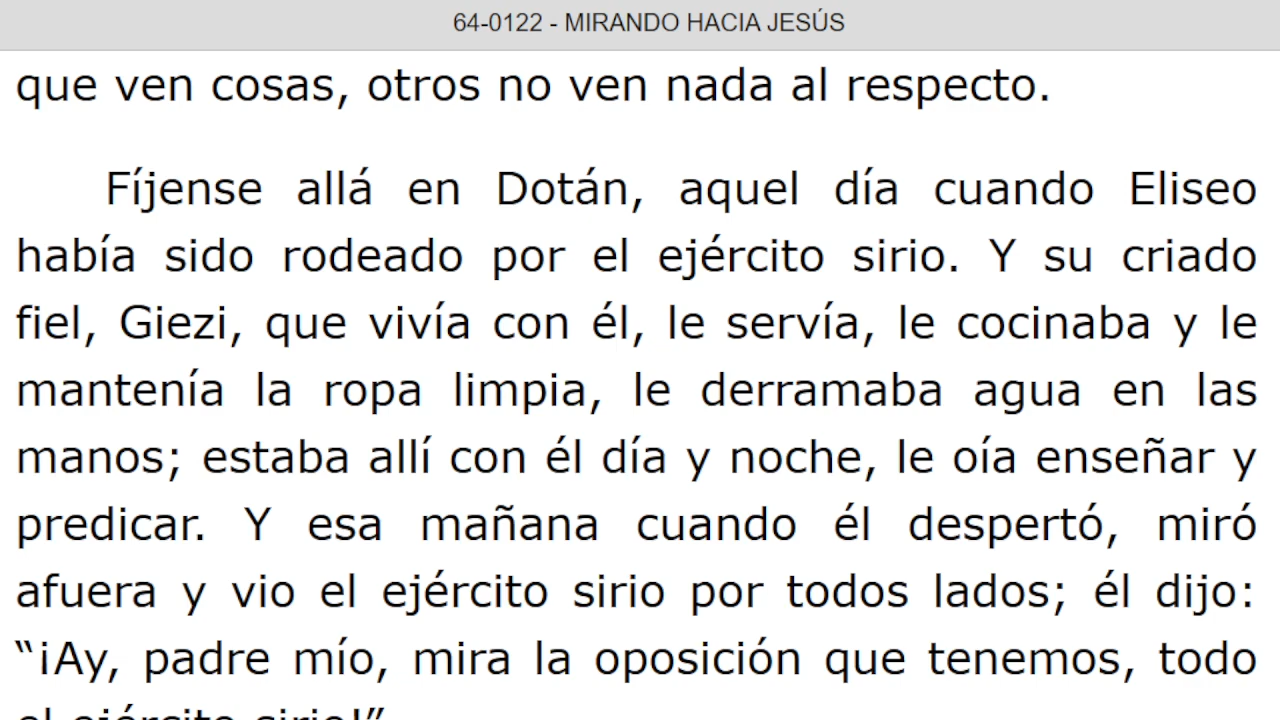 64-0122 - MIRANDO HACIA JESÚS
que ven cosas, otros no ven nada al respecto.
Fíjense allá en Dotán, aquel día cuando Eliseo
había sido rodeado por el ejército sirio. Y su criado
fiel, Giezi, que vivía con él, le servía, le cocinaba y le
mantenía la ropa limpia, le derramaba agua en las
manos; estaba allí con él día y noche, le oía enseñar y
predicar. Y esa mañana cuando él despertó, miró
afuera y vio el ejército sirio por todos lados; él dijo:
“¡Ay, padre mío, mira la oposición que tenemos, todo
el ejército sirio!”